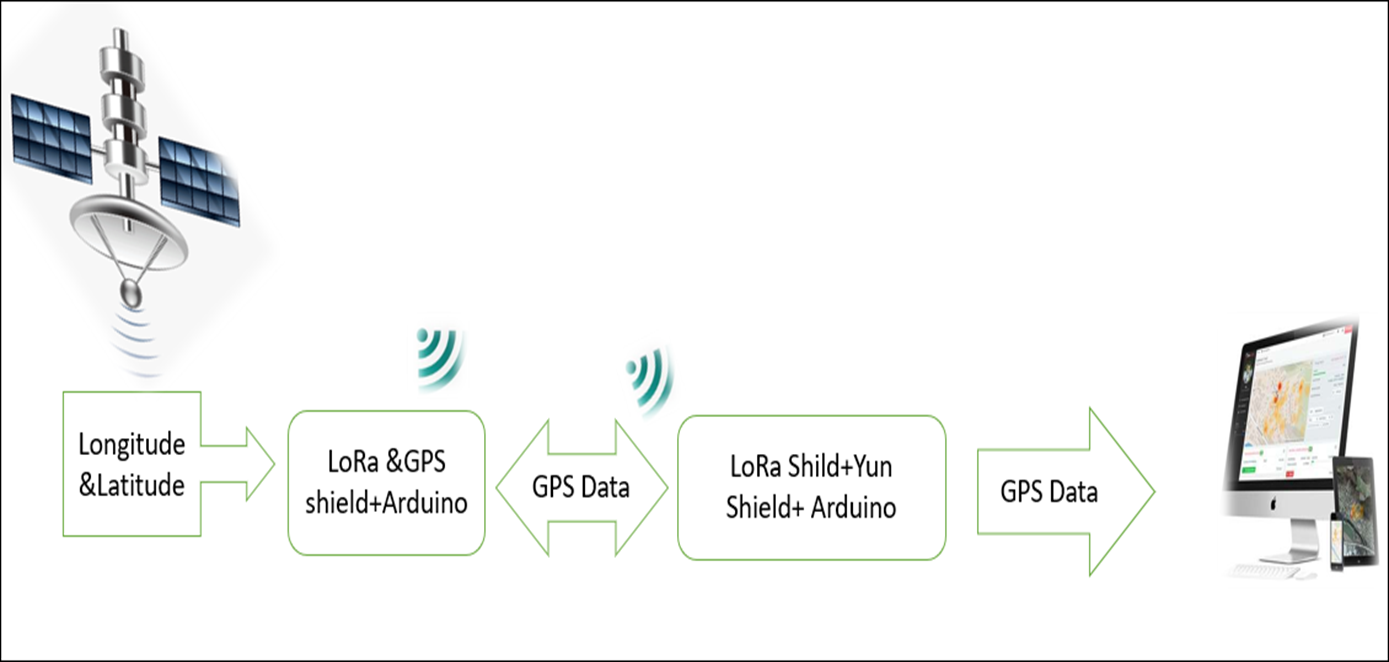 Longitude
&Latitude
LoRa &GPS
shield+Arduino
GPS Data
LoRa Shild+Yun
Shield+ Arduino
GPS Data